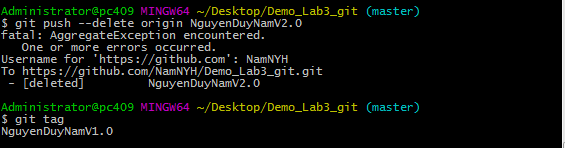 Administrator@pc409 MINGW64 ~/Desktop/Demo_Lab3_git (master)
$ git push --delete origin NguyenDuyNamV2.0
fatal: AggregateException encountered.
   One or more errors occurred.
Username for 'https://github.com': NamNYH
To https://github.com/NamNYH/Demo_Lab3_git.git
 - [deleted]         NguyenDuyNamV2.0
Administrator@pc409 MINGW64 ~/Desktop/Demo_Lab3_git (master)
$ git tag
NguyenDuyNamV1.0